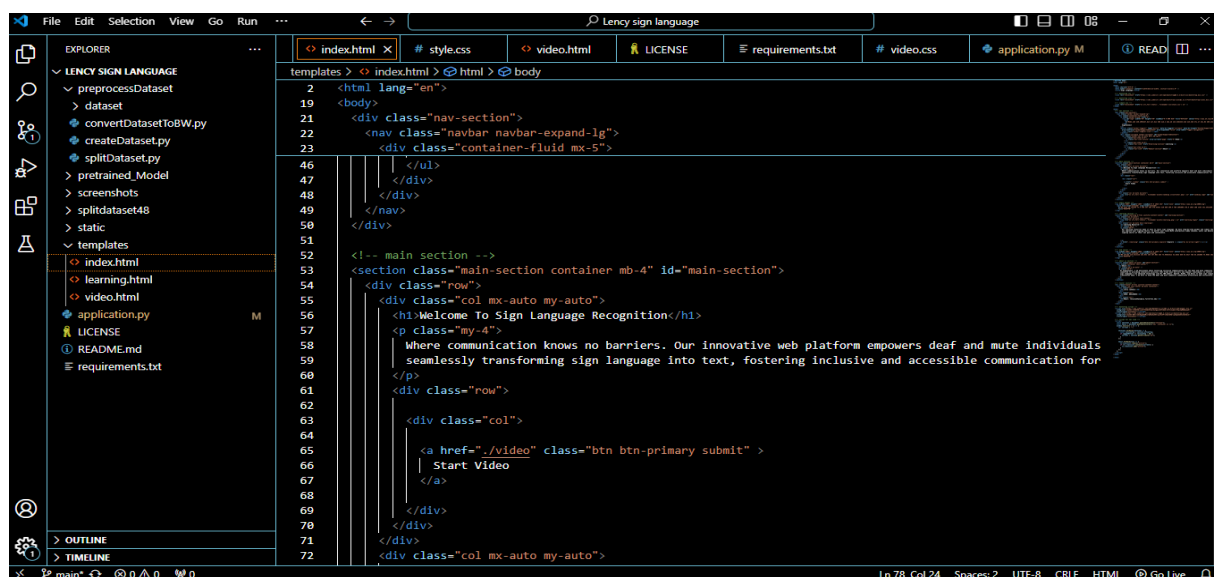 File Edit Selection View Go Run ··· Lency sign language
EXPLORER ···
index.html
# style.css
video.html
LICENSE
requirements.txt
# video.css
application.py M
READ
LENCY SIGN LANGUAGE
preprocessDataset
dataset
convertDatasetToBW.py
createDataset.py
splitDataset.py
pretrained_Model
screenshots
splitdataset48
static
templates
index.html
learning.html
video.html
application.py M
LICENSE
README.md
requirements.txt
OUTLINE
TIMELINE
templates > index.html > html > body
2 <html lang="en">
19 <body>
21 <div class="nav-section">
22 <nav class="navbar navbar-expand-lg">
23 <div class="container-fluid mx-5">
46 </ul>
47 </div>
48 </div>
49 </nav>
50 </div>
51
52 <!-- main section -->
53 <section class="main-section container mb-4" id="main-section">
54 <div class="row">
55 <div class="col mx-auto my-auto">
56 <h1>Welcome To Sign Language Recognition</h1>
57 <p class="my-4">
58 Where communication knows no barriers. Our innovative web platform empowers deaf and mute individuals
59 seamlessly transforming sign language into text, fostering inclusive and accessible communication for
60 </p>
61 <div class="row">
62
63 <div class="col">
64
65 <a href="./video" class="btn btn-primary submit" >
66 Start Video
67 </a>
68
69 </div>
70 </div>
71 </div>
72 <div class="col mx-auto my-auto">
main* 0 0 0 Ln 78, Col 24 Spaces: 2 UTF-8 CRLF HTML Go Live